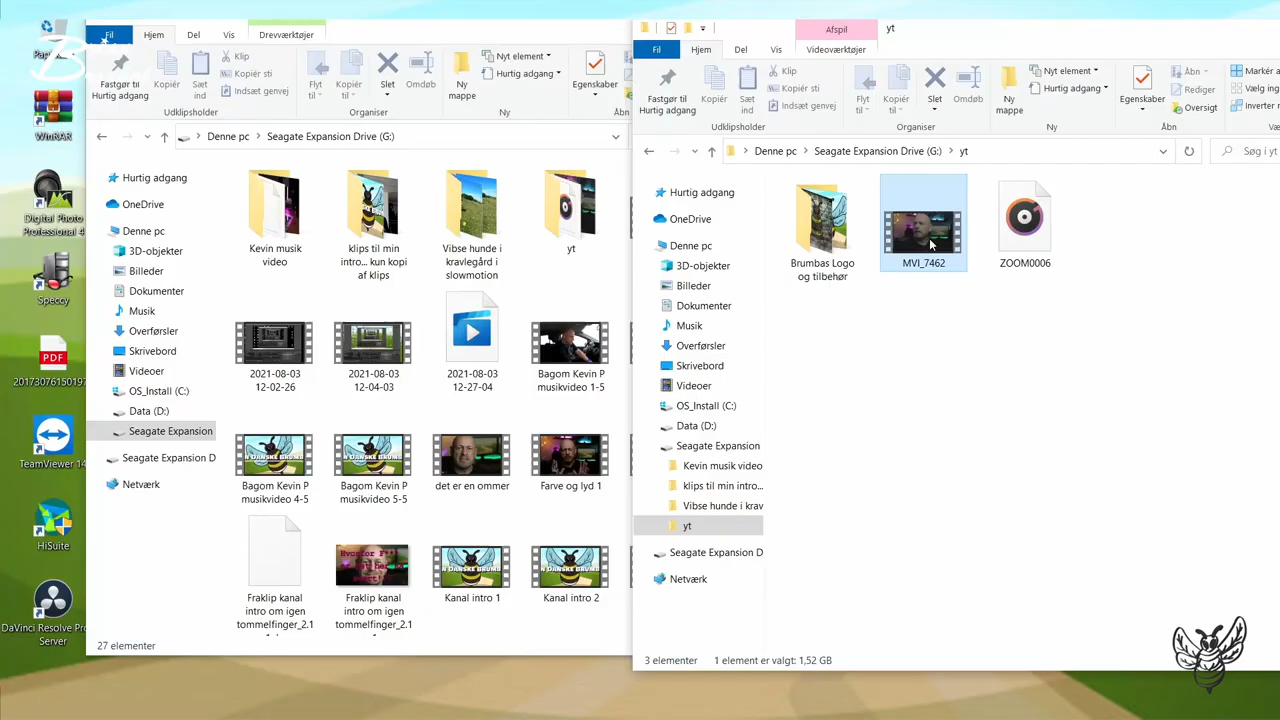 WinRAR
Digital Photo
Professional 4
Speccy
PDF
20173076150197
TeamViewer 14
HiSuite
DaVinci Resolve Pro
Server
Fil
Hjem
Del
Vis
Drevværktøjer
Fastgør til
Hurtig adgang
Kopiér
Sæt
ind
Klip
Kopiér sti
Indsæt genvej
Udklipsholder
Flyt
til
Kopiér
til
Slet
Omdøb
Organiser
Ny
mappe
Nyt element
Hurtig adgang
Ny
Egenskaber
Åbn
Denne pc
Seagate Expansion Drive (G:)
Hurtig adgang
OneDrive
Denne pc
3D-objekter
Billeder
Dokumenter
Musik
Overførsler
Skrivebord
Videoer
OS_Install (C:)
Data (D:)
Seagate Expansion
Seagate Expansion D
Netværk
Kevin musik
video
klips til min
intro... kun kopi
af klips
Vibse hunde i
kravlegård i
slowmotion
yt
2021-08-03
12-02-26
2021-08-03
12-04-03
2021-08-03
12-27-04
Bagom Kevin P
musikvideo 1-5
Bagom Kevin P
musikvideo 4-5
Bagom Kevin P
musikvideo 5-5
det er en ommer
Farve og lyd 1
Fraklip kanal
intro om igen
tommelfinger_2.1
Fraklip kanal
intro om igen
tommelfinger_2.1
Kanal intro 1
Kanal intro 2
27 elementer
Afspil
yt
Fil
Hjem
Del
Vis
Videoværktøjer
Fastgør til
Hurtig adgang
Kopiér
Sæt
ind
Klip
Kopiér sti
Indsæt genvej
Udklipsholder
Flyt
til
Kopiér
til
Slet
Omdøb
Organiser
Ny
mappe
Nyt element
Hurtig adgang
Ny
Egenskaber
Åbn
Rediger
Oversigt
Åbn
Markér a
Vælg ing
Inverter
Denne pc
Seagate Expansion Drive (G:)
yt
Søg i yt
Hurtig adgang
OneDrive
Denne pc
3D-objekter
Billeder
Dokumenter
Musik
Overførsler
Skrivebord
Videoer
OS_Install (C:)
Data (D:)
Seagate Expansion
Kevin musik video
klips til min intro...
Vibse hunde i krav
yt
Seagate Expansion D
Netværk
Brumbas Logo
og tilbehør
MVI_7462
ZOOM0006
3 elementer
1 element er valgt: 1,52 GB